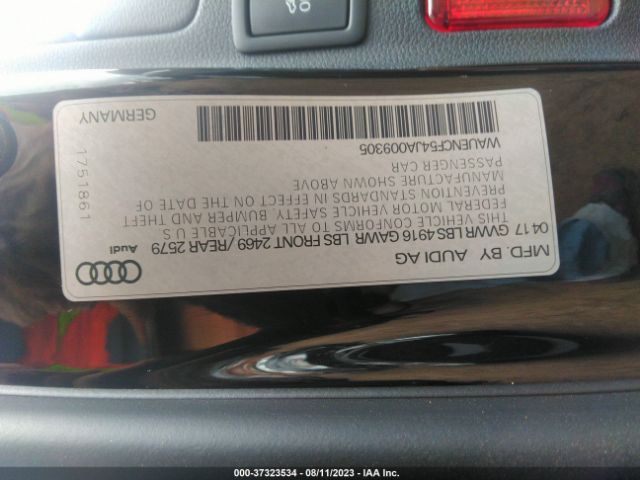 MFD. BY AUDI AG
04 17 GVWR LBS 4916 GAWR LBS FRONT 2469 / REAR 2579
Audi
THIS VEHICLE CONFORMS TO ALL APPLICABLE U.S.
FEDERAL MOTOR VEHICLE SAFETY, BUMPER AND THEFT
PREVENTION STANDARDS IN EFFECT ON THE DATE OF
MANUFACTURE SHOWN ABOVE
PASSENGER CAR
WAUENCF54JA009305
1751861
GERMANY
000-37323534 - 08/11/2023 - IAA Inc.